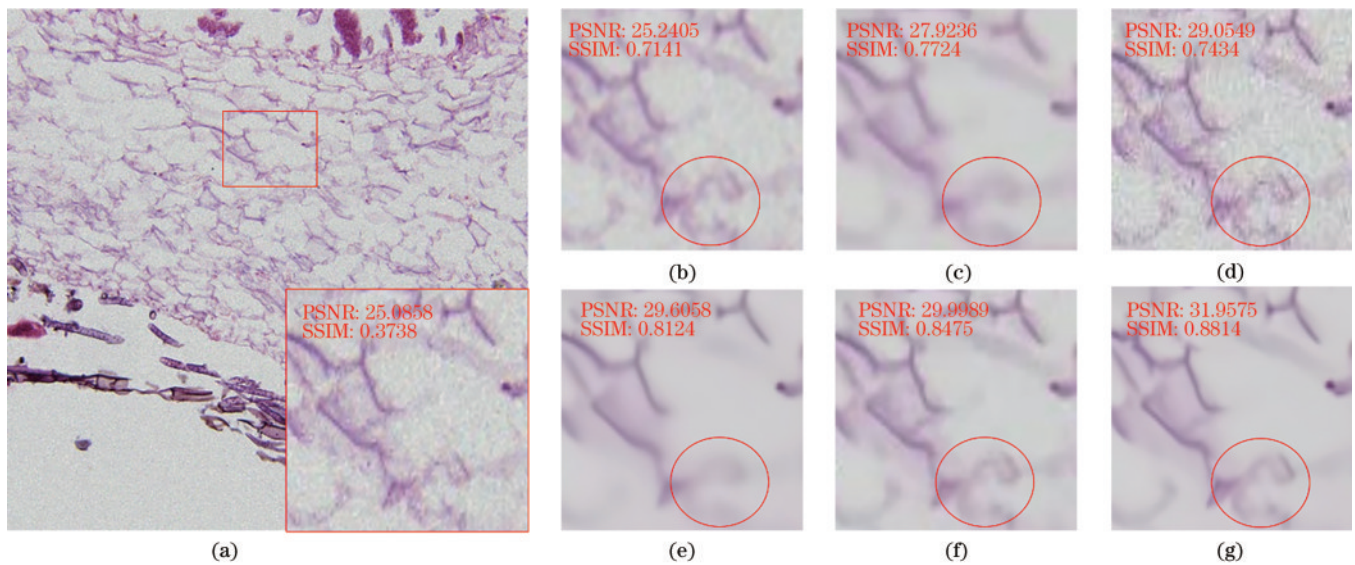 PSNR: 25.2405
SSIM: 0.7141
PSNR: 27.9236
SSIM: 0.7724
PSNR: 29.0549
SSIM: 0.7434
(b)
(c)
(d)
PSNR: 25.0858
SSIM: 0.3738
PSNR: 29.6058
SSIM: 0.8124
PSNR: 29.9989
SSIM: 0.8475
PSNR: 31.9575
SSIM: 0.8814
(a)
(e)
(f)
(g)